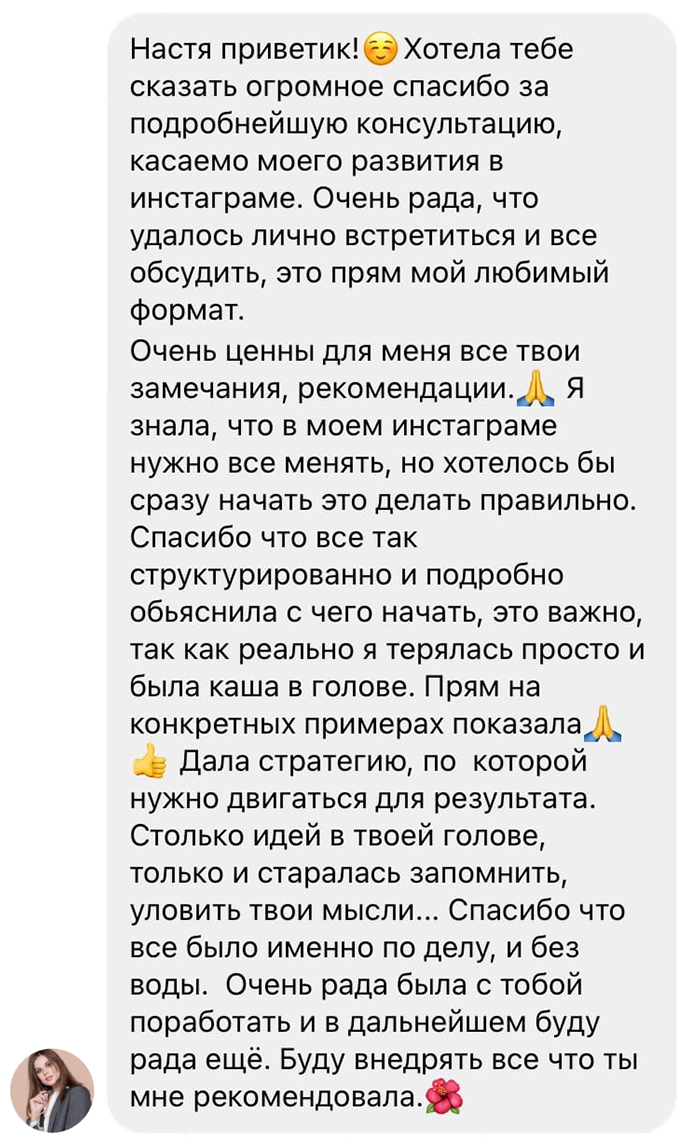 Настя приветик!☺️ Хотела тебе
сказать огромное спасибо за
подробнейшую консультацию,
касаемо моего развития в
инстаграме. Очень рада, что
удалось лично встретиться и все
обсудить, это прям мой любимый
формат.
Очень ценны для меня все твои
замечания, рекомендации.🙏 Я
знала, что в моем инстаграме
нужно все менять, но хотелось бы
сразу начать это делать правильно.
Спасибо что все так
структурированно и подробно
обьяснила с чего начать, это важно,
так как реально я терялась просто и
была каша в голове. Прям на
конкретных примерах показала🙏
👍 Дала стратегию, по  которой
нужно двигаться для результата.
Столько идей в твоей голове,
только и старалась запомнить,
уловить твои мысли... Спасибо что
все было именно по делу, и без
воды.  Очень рада была с тобой
поработать и в дальнейшем буду
рада ещё. Буду внедрять все что ты
мне рекомендовала.🌺